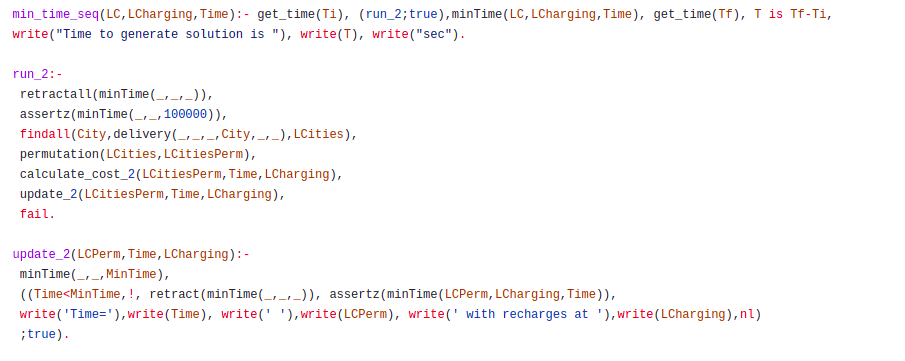 min_time_seq(LC,LCharging,Time):- get_time(Ti), (run_2;true),minTime(LC,LCharging,Time), get_time(Tf), T is Tf-Ti,
write("Time to generate solution is "), write(T), write("sec").
run_2:-
retractall(minTime(_,_,_)),
assertz(minTime(_,_,100000)),
findall(City,delivery(_,_,_,City,_,_),LCities),
permutation(LCities,LCitiesPerm),
calculate_cost_2(LCitiesPerm,Time,LCharging),
update_2(LCitiesPerm,Time,LCharging),
fail.
update_2(LCPerm,Time,LCharging):-
minTime(_,_,MinTime),
((Time<MinTime,!, retract(minTime(_,_,_)), assertz(minTime(LCPerm,LCharging,Time)),
write('Time='),write(Time), write(' '),write(LCPerm), write(' with recharges at '),write(LCharging),nl)
;true).